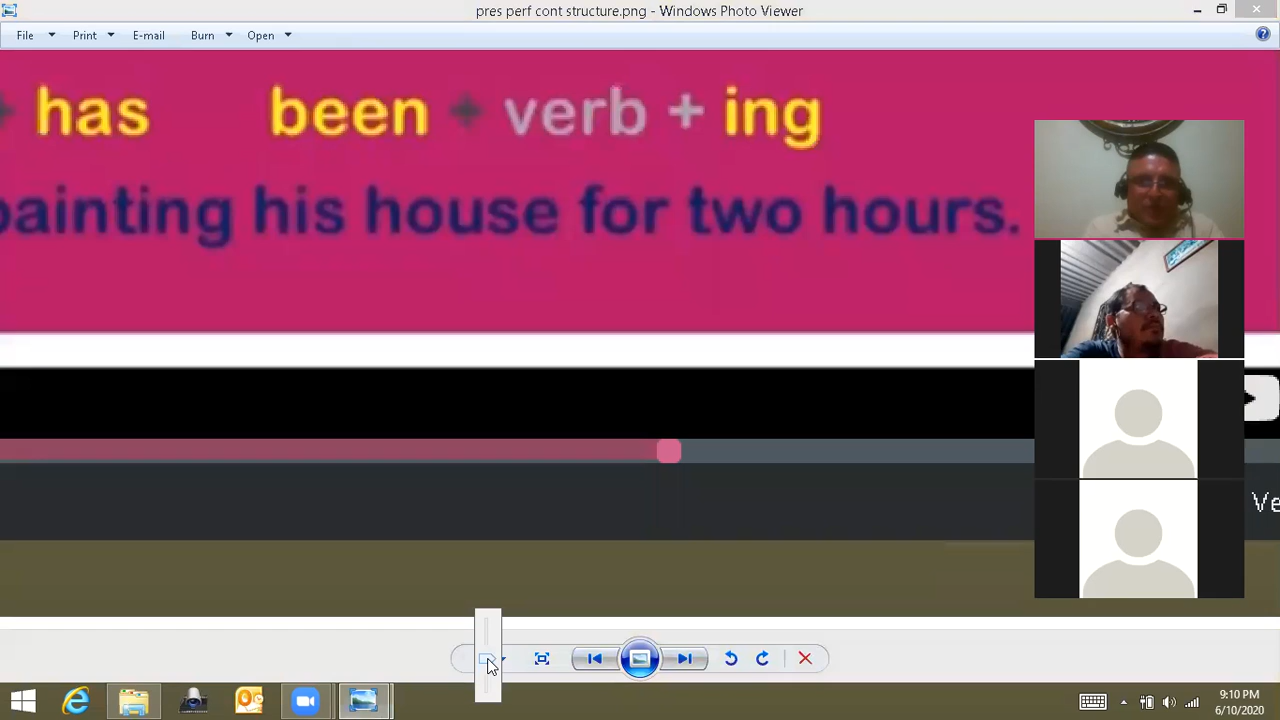 pres perf cont structure.png - Windows Photo Viewer
File Print E-mail Burn Open
+ has been + verb + ing
painting his house for two hours.
Ve
9:10 PM
6/10/2020